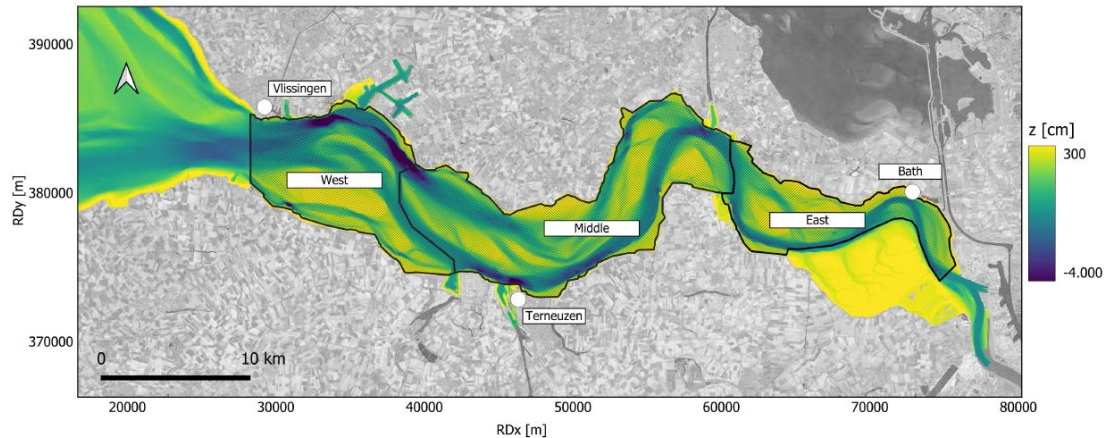 390000
380000
370000
RDy [m]
Vlissingen
West
Middle
Terneuzen
East
Bath
z [cm]
300
-4.000
0 10 km
20000 30000 40000 50000 60000 70000 80000
RDx [m]